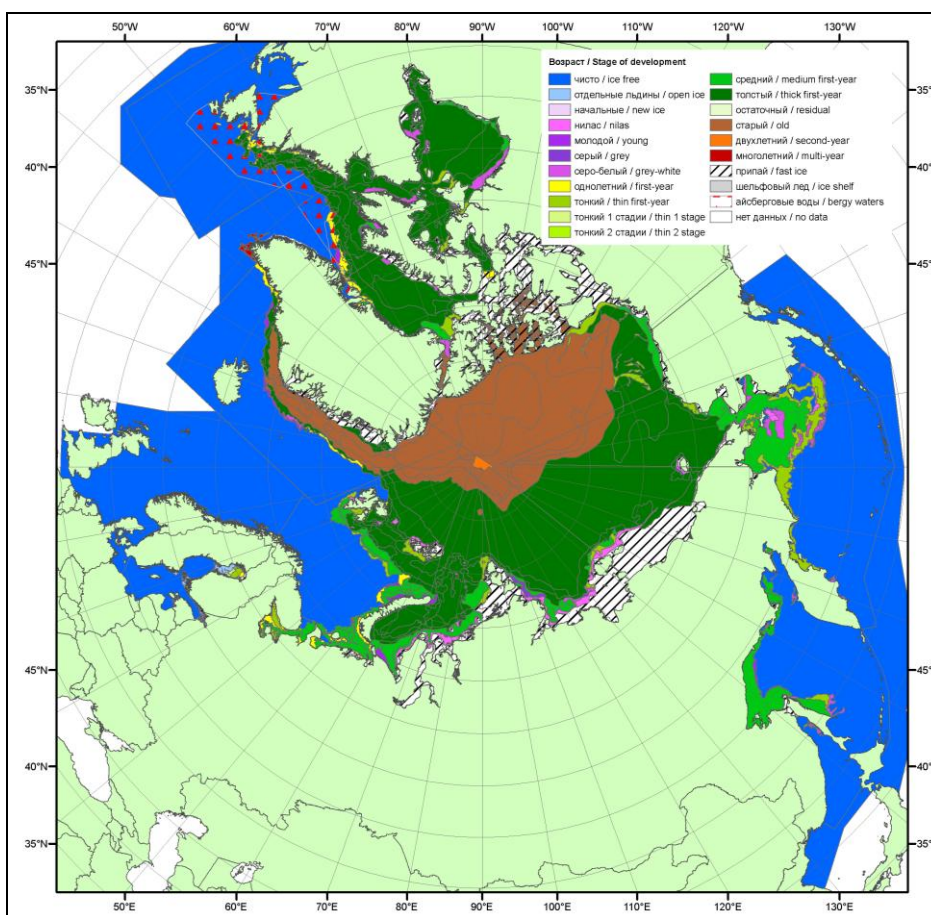 50°W 60°W 70°W 80°W 90°W 100°W 110°W 120°W 130°W
35°W
40°W
45°W
130°W
135°W
140°W
145°W
Возраст / Stage of development
чисто / ice free
отдельные льдины / open ice
начальные / new ice
нилас / nilas
молодой / young
серый / grey
серо-белый / grey-white
однолетний / first-year
тонкий / thin first-year
тонкий 1 стадии / thin 1 stage
тонкий 2 стадии / thin 2 stage
средний / medium first-year
толстый / thick first-year
остаточный / residual
старый / old
двухлетний / second-year
многолетний / multi-year
припай / fast ice
шельфовый лед / ice shelf
айсберговые воды / bergy waters
нет данных / no data
45°N
40°N
35°N
45°N
40°N
35°N
50°E 60°E 70°E 80°E 90°E 100°E 110°E 120°E 130°E